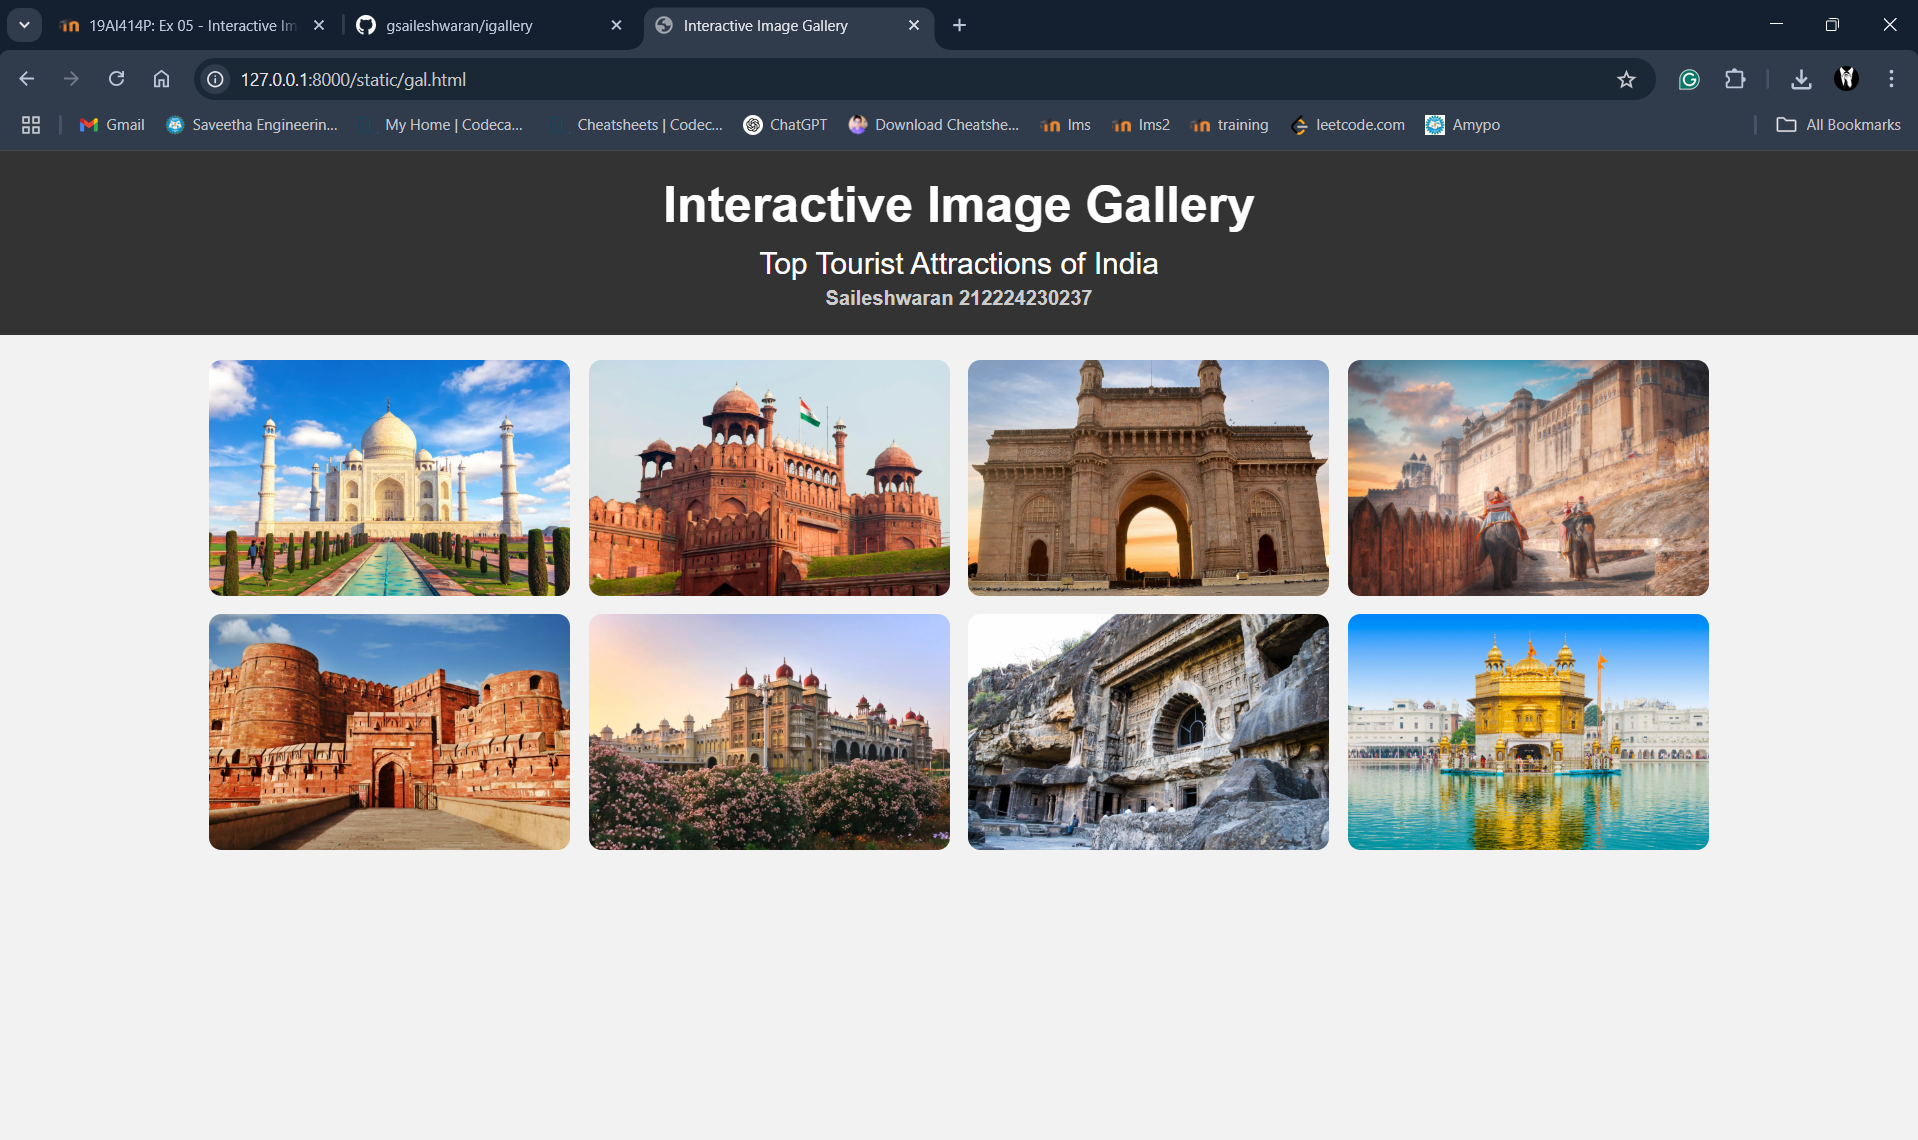 19AI414P: Ex 05 - Interactive Im
gsaileshwaran/igallery
Interactive Image Gallery
127.0.0.1:8000/static/gal.html
Gmail
Saveetha Engineerin...
My Home | Codeca...
Cheatsheets | Codec...
ChatGPT
Download Cheatshe...
lms
lms2
training
leetcode.com
Amypo
All Bookmarks
Interactive Image Gallery
Top Tourist Attractions of India
Saileshwaran 212224230237